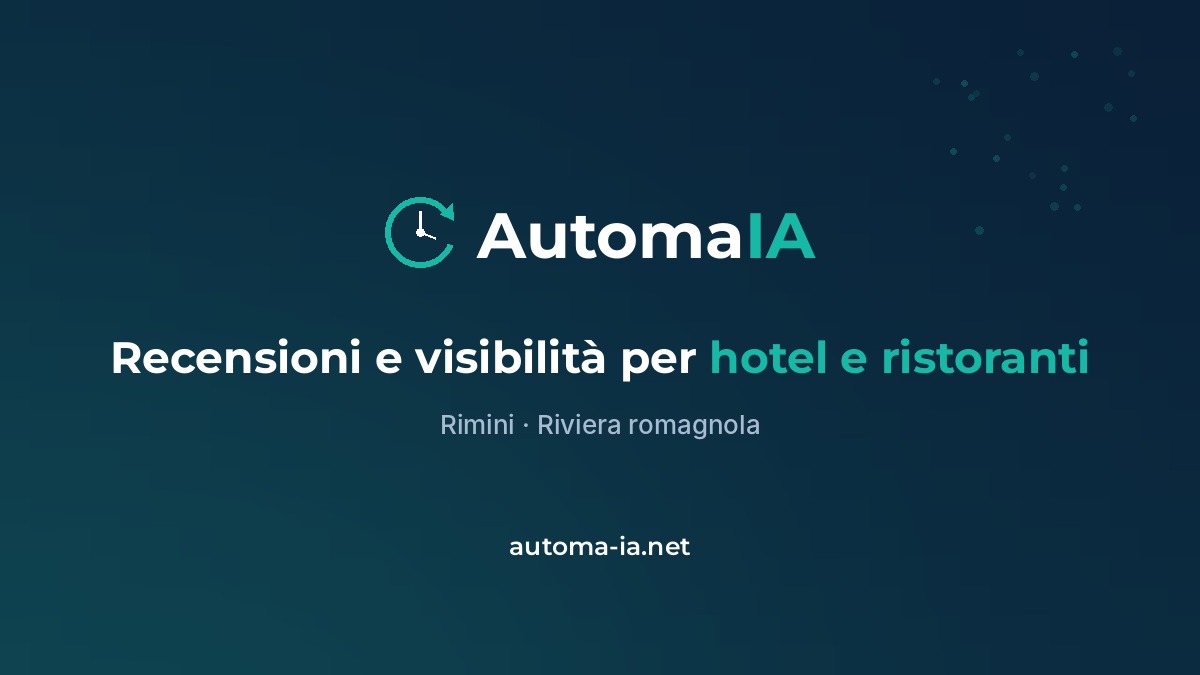 AutomaIA
Recensioni e visibilità per hotel e ristoranti
Rimini · Riviera romagnola
automa-ia.net